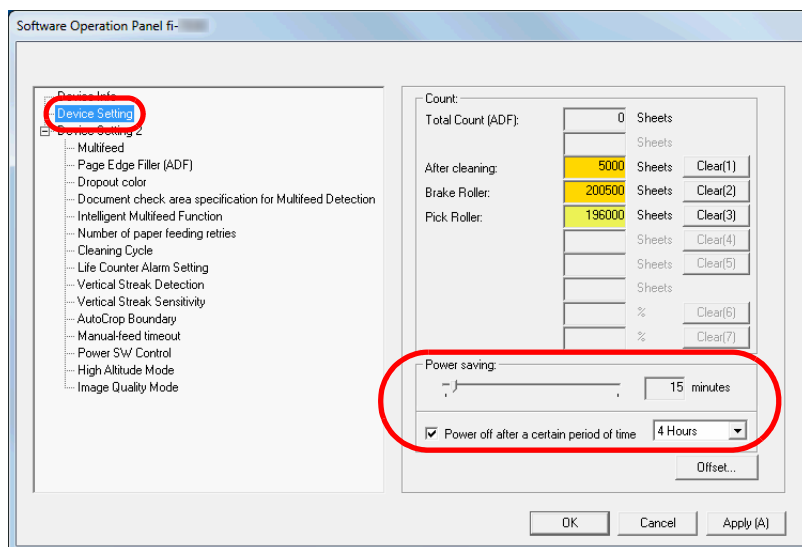 Software Operation Panel fi-
Device Info
Device Setting
Device Setting 2
Multifeed
Page Edge Filler (ADF)
Dropout color
Document check area specification for Multifeed Detection
Intelligent Multifeed Function
Number of paper feeding retries
Cleaning Cycle
Life Counter Alarm Setting
Vertical Streak Detection
Vertical Streak Sensitivity
AutoCrop Boundary
Manual-feed timeout
Power SW Control
High Altitude Mode
Image Quality Mode
Count:
Total Count (ADF): 0 Sheets
Sheets
After cleaning: 5000 Sheets Clear(1)
Brake Roller: 200500 Sheets Clear(2)
Pick Roller: 196000 Sheets Clear(3)
Sheets Clear(4)
Sheets Clear(5)
Sheets
% Clear(6)
% Clear(7)
Power saving:
15 minutes
Power off after a certain period of time 4 Hours
Offset...
OK Cancel Apply (A)